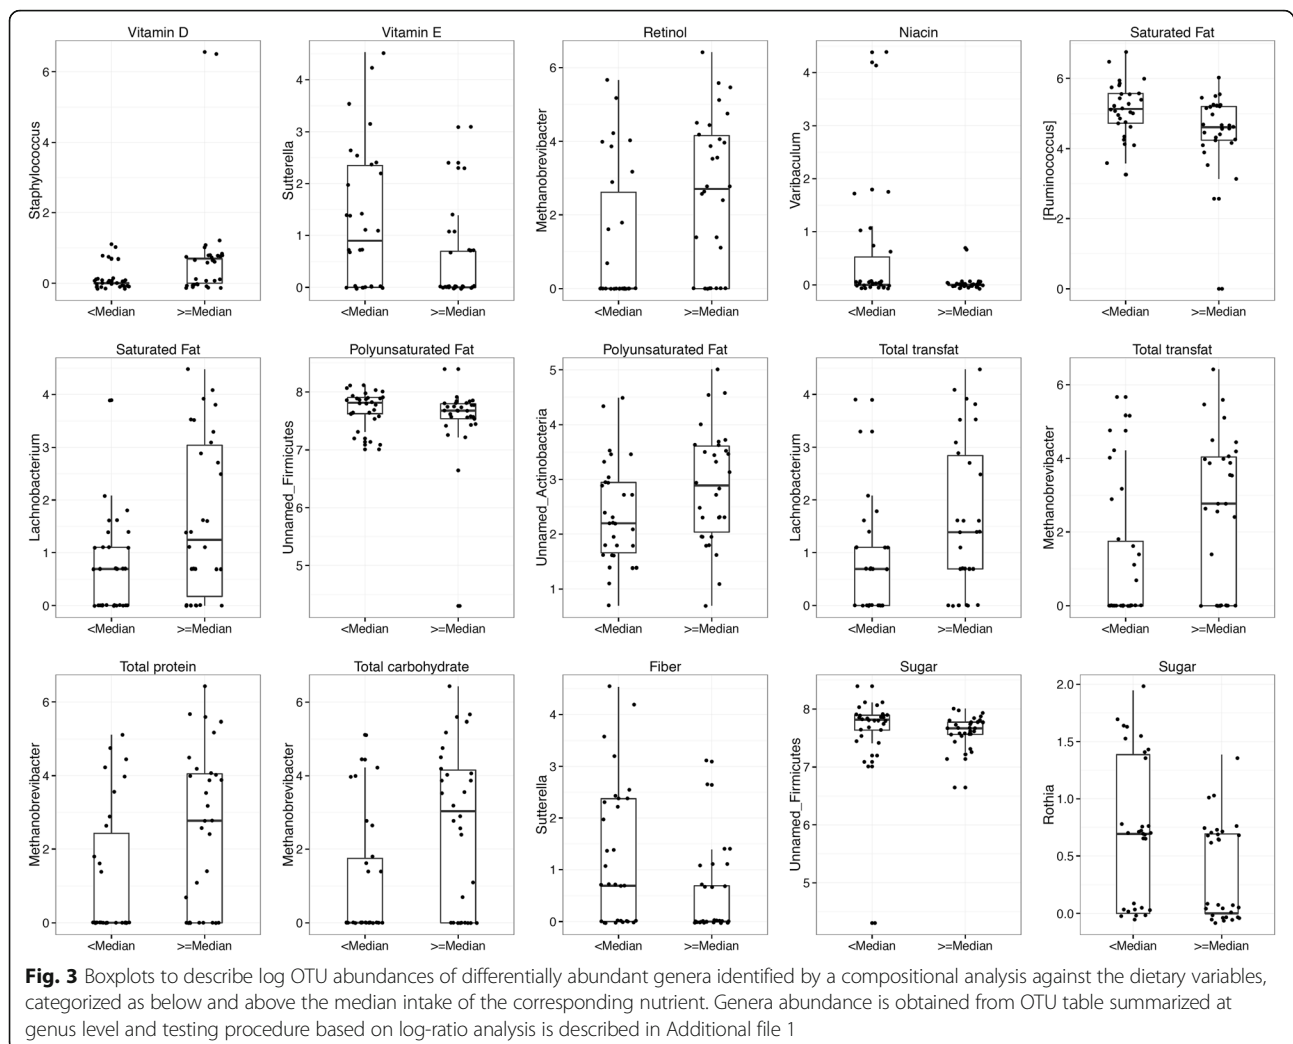 Vitamin D
Vitamin E
Retinol
Niacin
Saturated Fat
Staphylococcus
6
4
2
0
<Median
>=Median
Sutterella
4
3
2
1
0
<Median
>=Median
Methanobrevibacter
6
4
2
0
<Median
>=Median
Varibaculum
4
3
2
1
0
<Median
>=Median
[Ruminococcus]
6
4
2
0
<Median
>=Median
Saturated Fat
Polyunsaturated Fat
Polyunsaturated Fat
Total transfat
Total transfat
Lachnobacterium
4
3
2
1
0
<Median
>=Median
Unnamed_Firmicutes
8
7
6
5
<Median
>=Median
Unnamed_Actinobacteria
5
4
3
2
1
<Median
>=Median
Lachnobacterium
4
3
2
1
0
<Median
>=Median
Methanobrevibacter
6
4
2
0
<Median
>=Median
Total protein
Total carbohydrate
Fiber
Sugar
Sugar
Methanobrevibacter
6
4
2
0
<Median
>=Median
Methanobrevibacter
6
4
2
0
<Median
>=Median
Sutterella
4
3
2
1
0
<Median
>=Median
Unnamed_Firmicutes
8
7
6
5
<Median
>=Median
Rothia
2.0
1.5
1.0
0.5
0.0
<Median
>=Median
Fig. 3 Boxplots to describe log OTU abundances of differentially abundant genera identified by a compositional analysis against the dietary variables,
categorized as below and above the median intake of the corresponding nutrient. Genera abundance is obtained from OTU table summarized at
genus level and testing procedure based on log-ratio analysis is described in Additional file 1